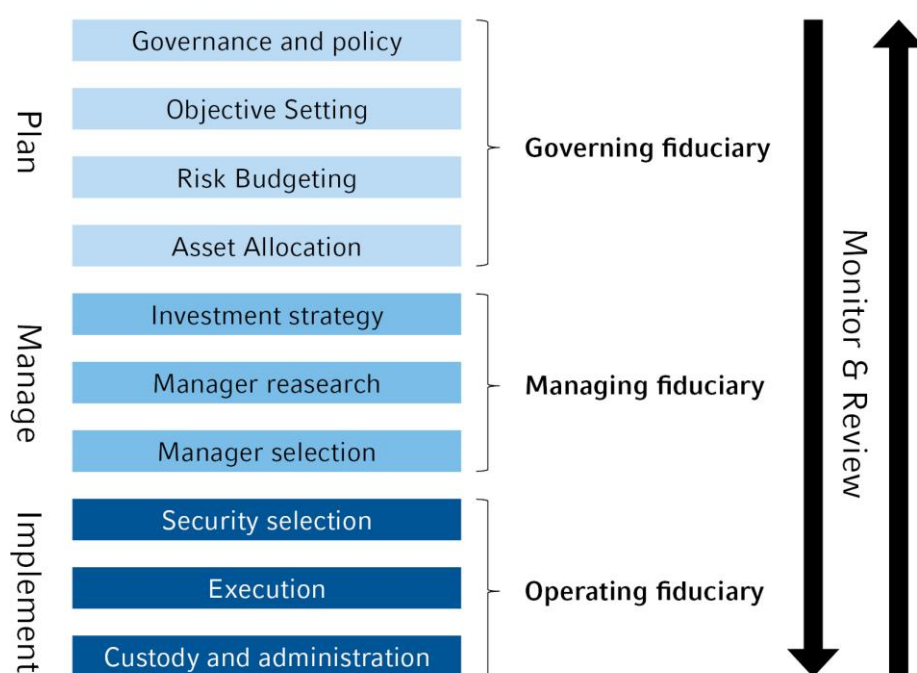 Plan
Governance and policy
Objective Setting
Risk Budgeting
Asset Allocation
Governing fiduciary
Manage
Investment strategy
Manager reasearch
Manager selection
Managing fiduciary
Implement
Security selection
Execution
Custody and administration
Operating fiduciary
Monitor & Review